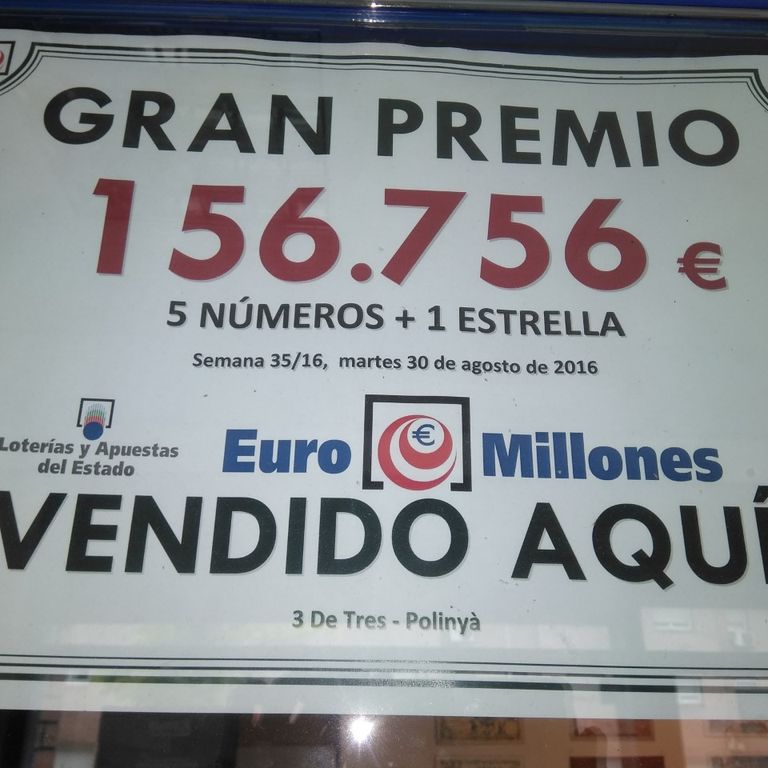 GRAN PREMIO
156.756 €
5 NÚMEROS + 1 ESTRELLA
Semana 35/16, martes 30 de agosto de 2016
Loterías y Apuestas
del Estado
Euro € Millones
VENDIDO AQUÍ
3 De Tres - Polinyà